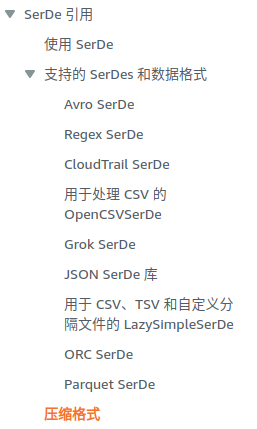 SerDe 引用
使用 SerDe
支持的 SerDes 和数据格式
Avro SerDe
Regex SerDe
CloudTrail SerDe
用于处理 CSV 的
OpenCSVSerDe
Grok SerDe
JSON SerDe 库
用于 CSV、TSV 和自定义分
隔文件的 LazySimpleSerDe
ORC SerDe
Parquet SerDe
压缩格式